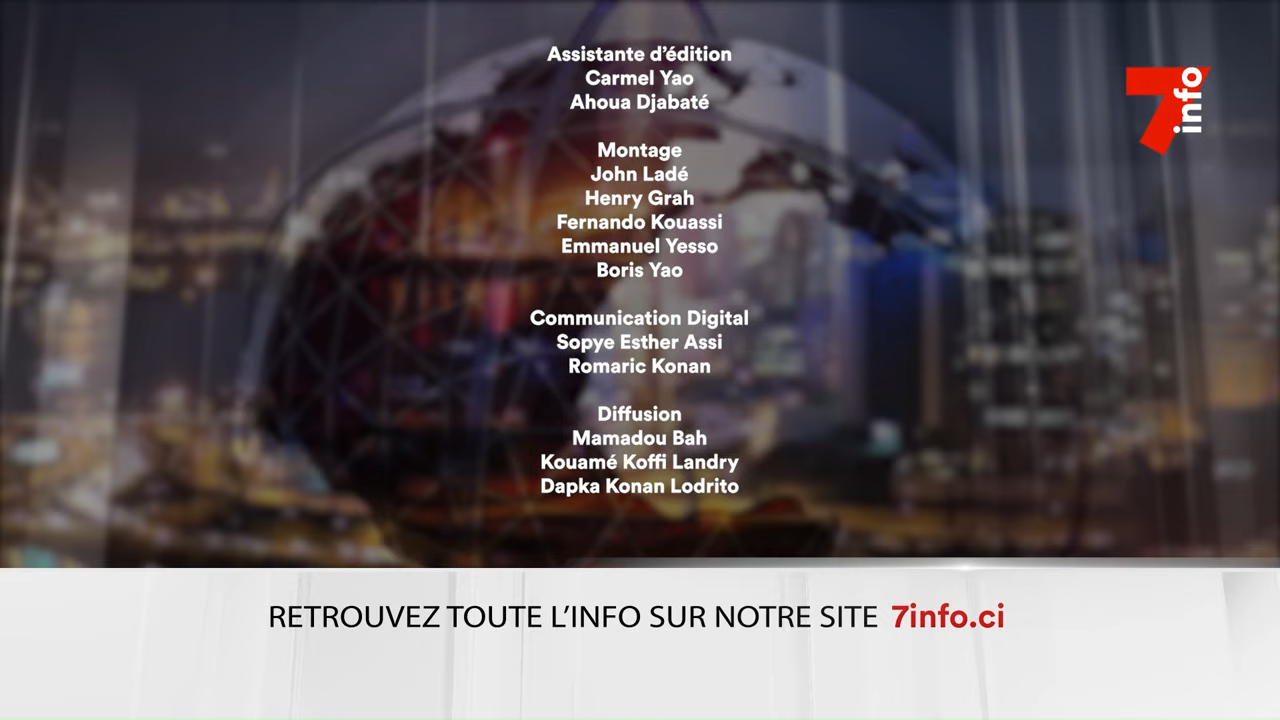 Assistante d'édition
Carmel Yao
Ahoua Djabaté
7info
Montage
John Ladé
Henry Grah
Fernando Kouassi
Emmanuel Yesso
Boris Yao
Communication Digital
Sopye Esther Assi
Romaric Konan
Diffusion
Mamadou Bah
Kouamé Koffi Landry
Dapka Konan Lodrito
RETROUVEZ TOUTE L'INFO SUR NOTRE SITE 7info.ci